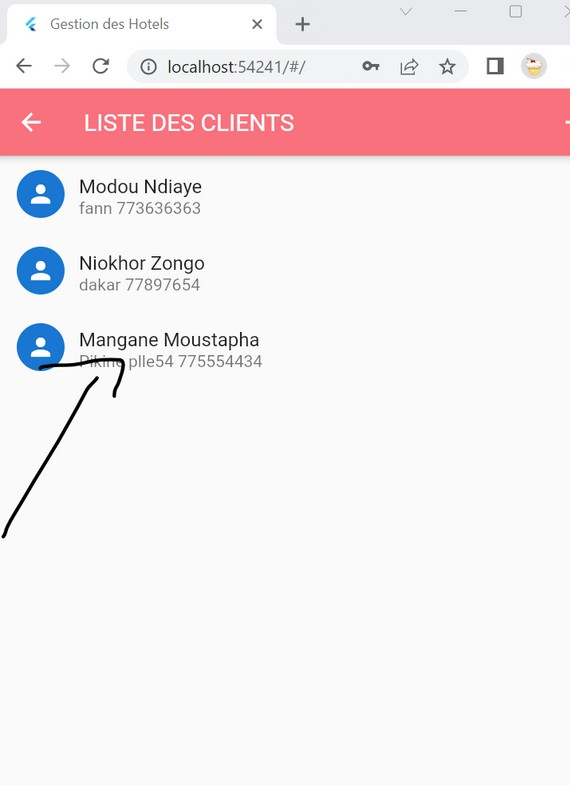 Gestion des Hotels
localhost:54241/#/
LISTE DES CLIENTS
Modou Ndiaye
fann 773636363
Niokhor Zongo
dakar 77897654
Mangane Moustapha
Pikine plle54 775554434